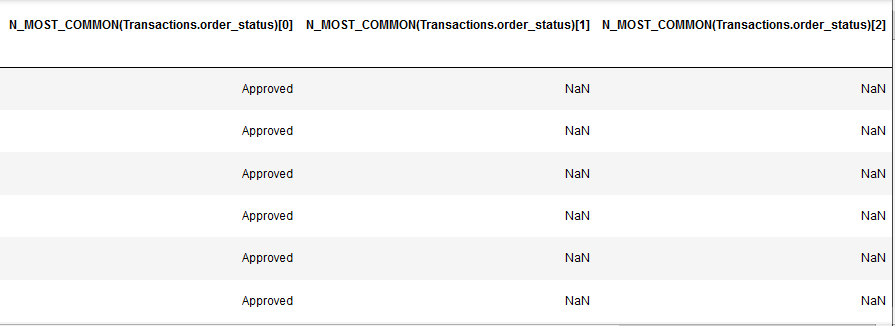 N_MOST_COMMON(Transactions.order_status)[0] N_MOST_COMMON(Transactions.order_status)[1] N_MOST_COMMON(Transactions.order_status)[2]
Approved NaN NaN
Approved NaN NaN
Approved NaN NaN
Approved NaN NaN
Approved NaN NaN
Approved NaN NaN